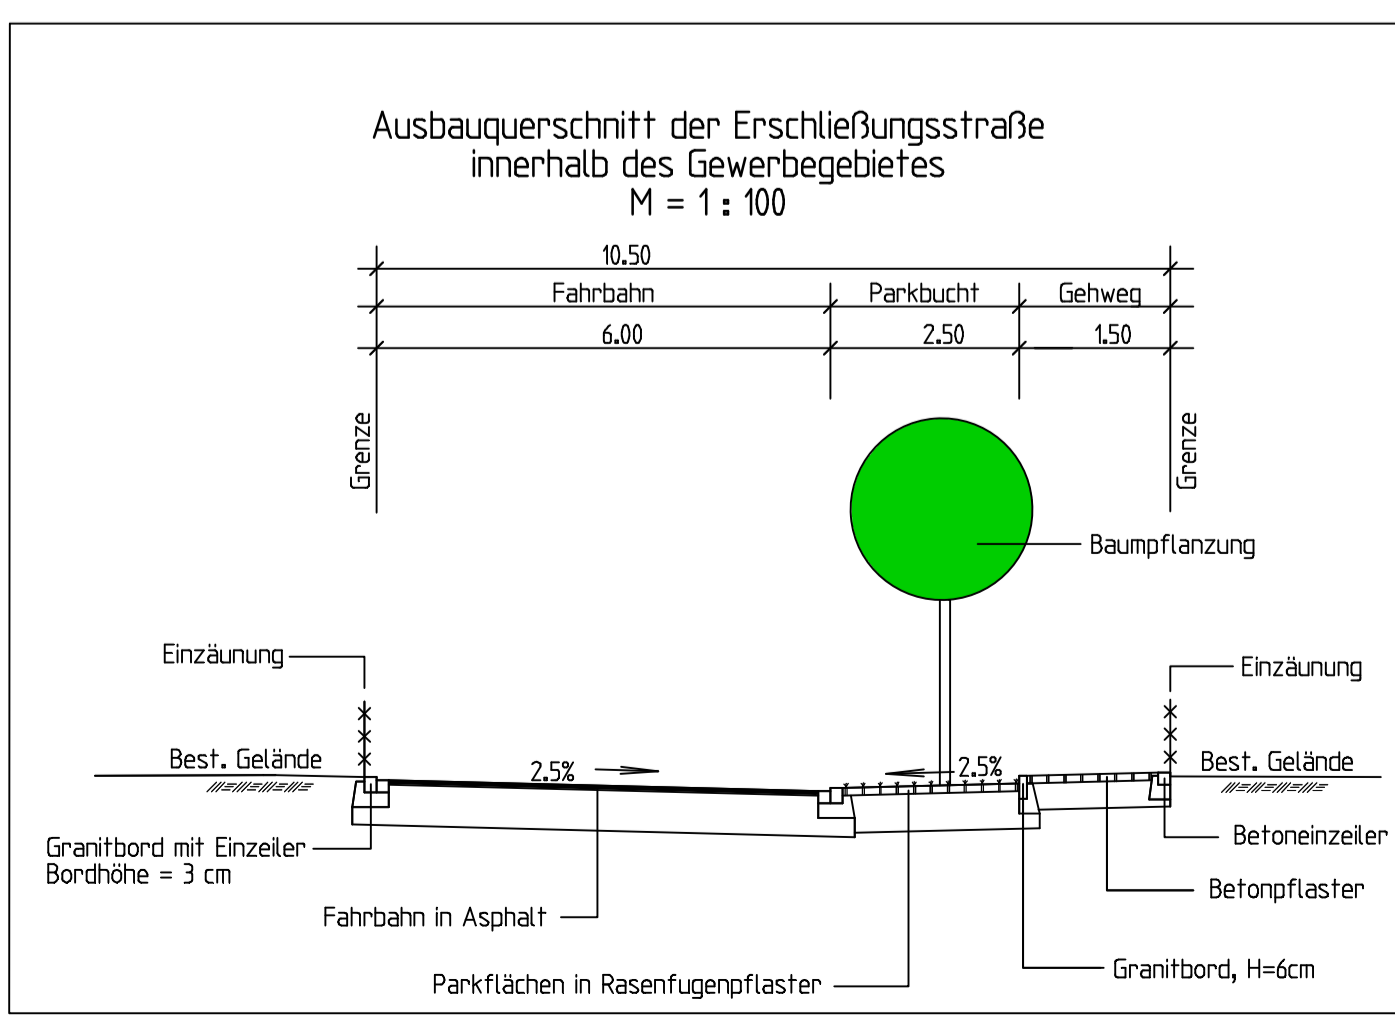 Ausbauquerschnitt der Erschließungsstraße
innerhalb des Gewerbegebietes
M = 1 : 100
10.50
Fahrbahn
Parkbucht
Gehweg
6.00
2.50
1.50
Grenze
Grenze
Baumpflanzung
Einzäunung
Einzäunung
Best. Gelände
2.5%
2.5%
Best. Gelände
Granitbord mit Einzeiler
Bordhöhe = 3 cm
Betoneinzeiler
Betonpflaster
Fahrbahn in Asphalt
Granitbord, H=6cm
Parkflächen in Rasenfugenpflaster